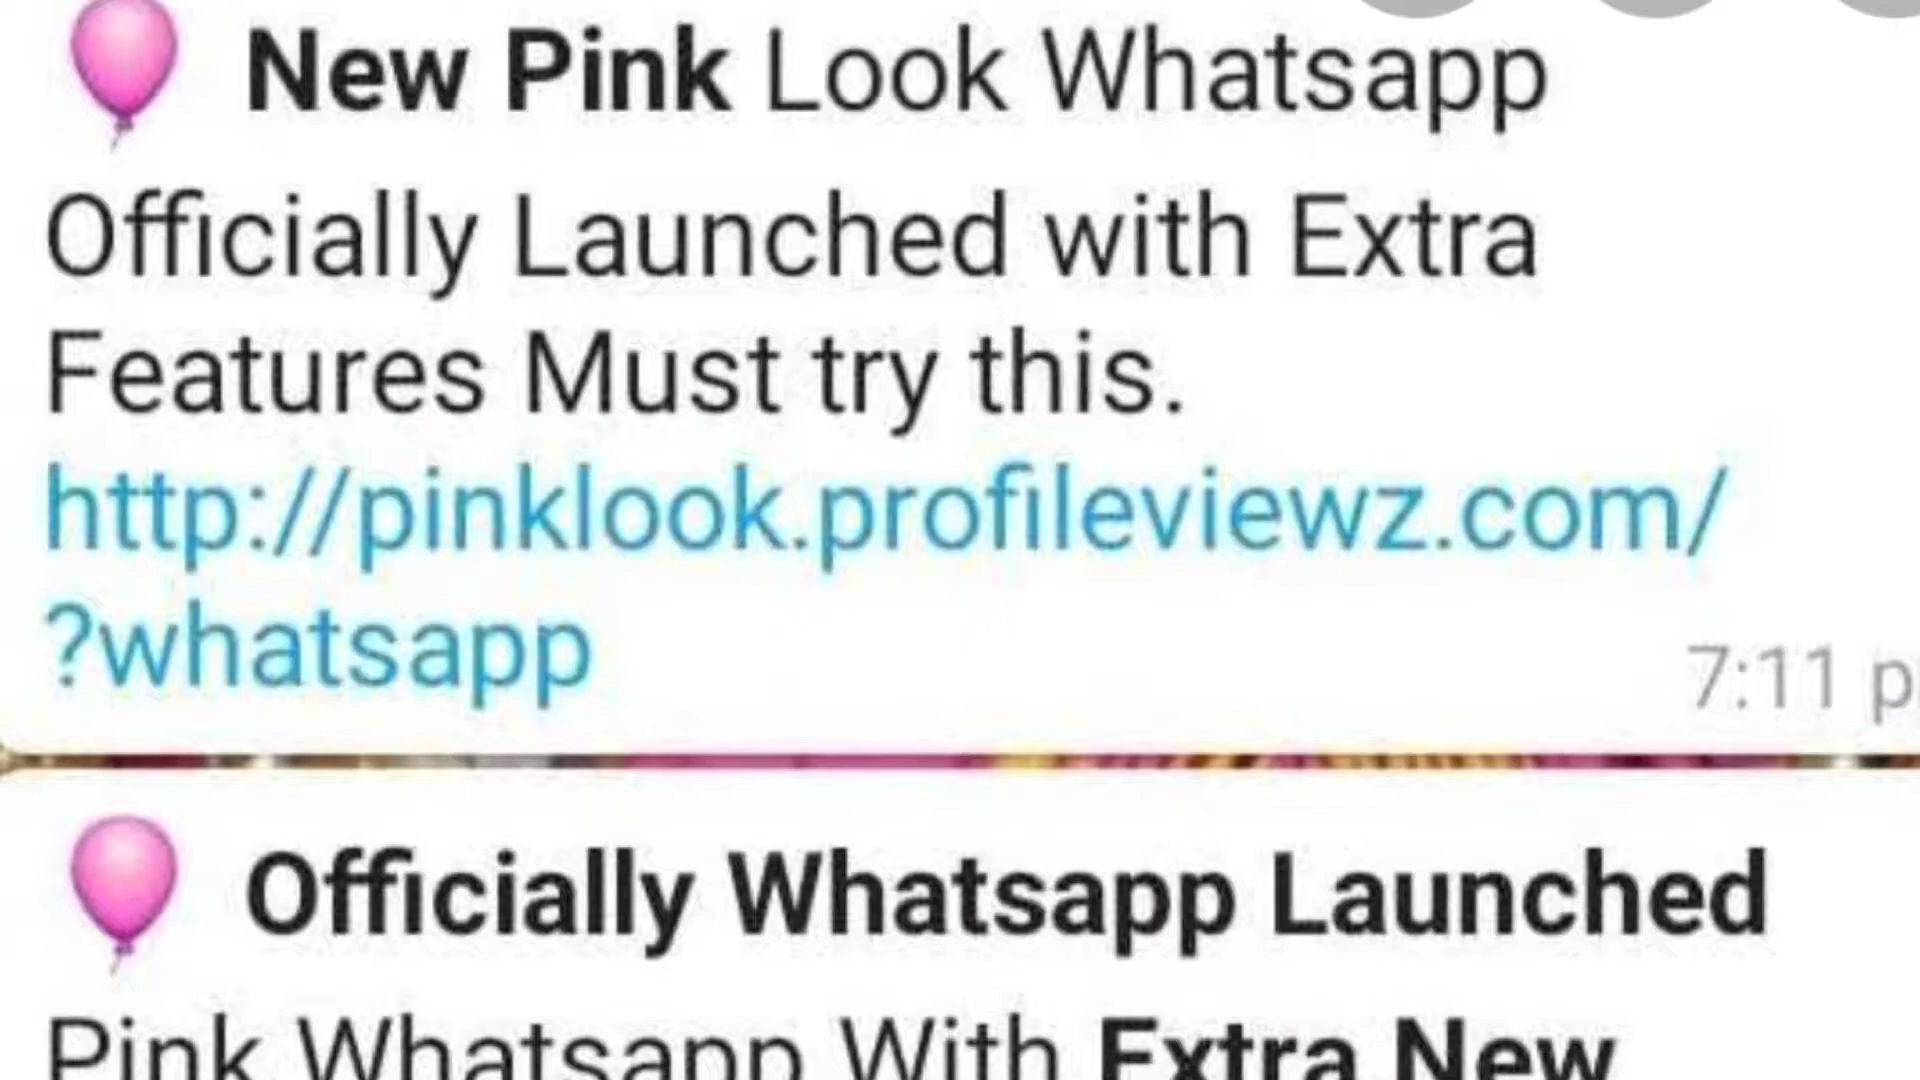 New Pink Look Whatsapp
Officially Launched with Extra
Features Must try this.
http://pinklook.profileviewz.com/
?whatsapp
7:11
Officially Whatsapp Launched
Pink Whatsapp With Extra New